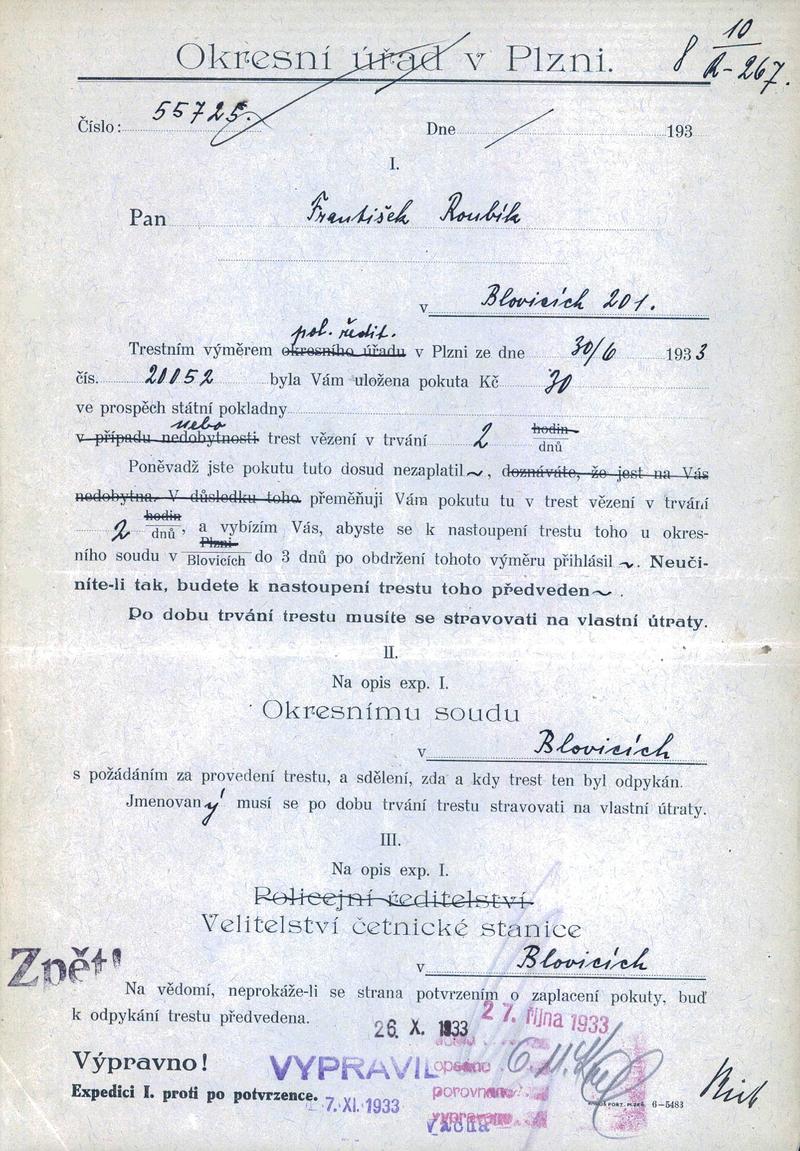 Okresní úřad v Plzni.
8 10/A-267.
Číslo: 55725.
Dne 193
I.
Pan František Roubík
v Blovicích 201.
pol. ředit.
Trestním výměrem okresního úřadu v Plzni ze dne 30/6 1933
čís. 20052 byla Vám uložena pokuta Kč 30
ve prospěch státní pokladny
nebo
v případu nedobytnosti trest vězení v trvání 2 hodin
dnů
Poněvadž jste pokutu tuto dosud nezaplatil~, doznáváte, že jest na Vás
nedobytna. V důsledku toho přeměňuji Vám pokutu tu v trest vězení v trvání
hodin
2 dnů, a vybízím Vás, abyste se k nastoupení trestu toho u okres-
Plzni
ního soudu v Blovicích do 3 dnů po obdržení tohoto výměru přihlásil ~. Neuči-
níte-li tak, budete k nastoupení trestu toho předveden~.
Po dobu trvání trestu musíte se stravovati na vlastní útraty.
II.
Na opis exp. I.
Okresnímu soudu
v Blovicích
s požádáním za provedení trestu, a sdělení, zda a kdy trest ten byl odpykán.
Jmenovaný musí se po dobu trvání trestu stravovati na vlastní útraty.
III.
Na opis exp. I.
Policejní ředitelství.
Velitelství četnické stanice
Zpět!
v Blovicích
Na vědomí, neprokáže-li se strana potvrzením o zaplacení pokuty, buď
k odpykání trestu předvedena.
26. X. 1933
27. října 1933
Výpravno!
VYPRAVIL
opsáno
Expedici I. proti po potvrzence.
-7. XI. 1933
porovnáno
vypraveno
Vácha
6-5483